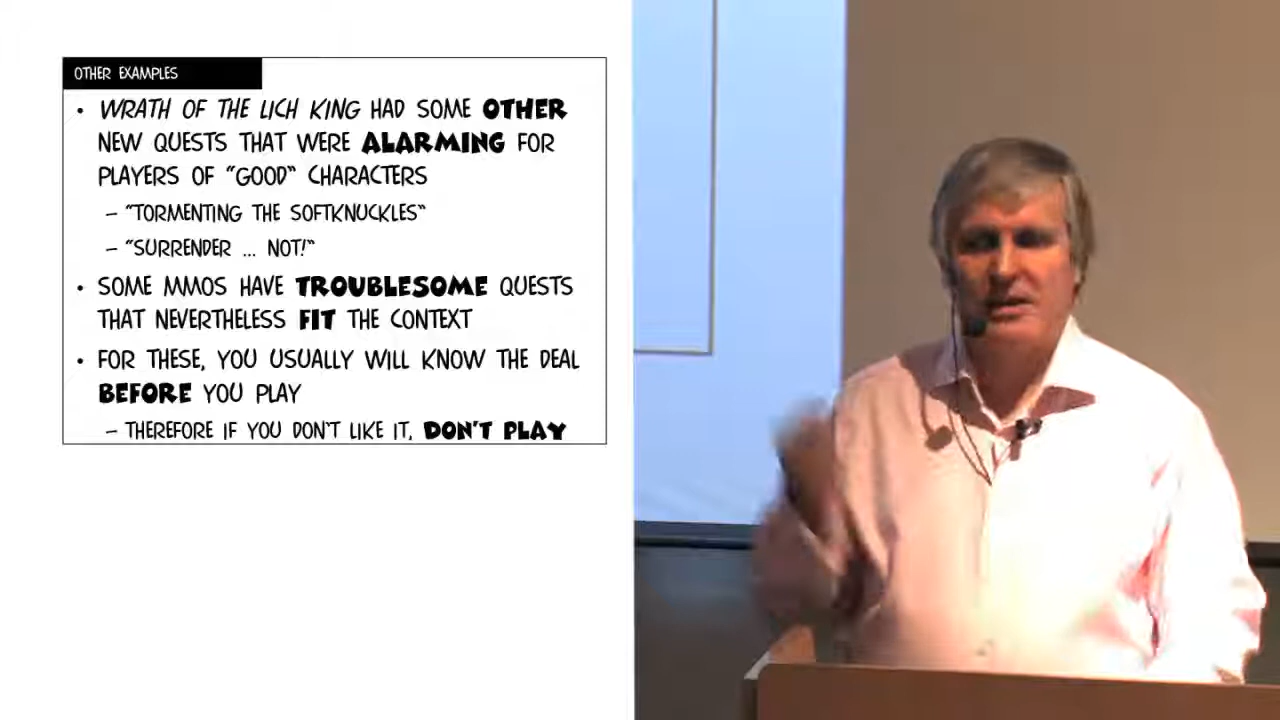 OTHER EXAMPLES
• WRATH OF THE LICH KING HAD SOME OTHER
NEW QUESTS THAT WERE ALARMING FOR
PLAYERS OF "GOOD" CHARACTERS
– "TORMENTING THE SOFTKNUCKLES"
– "SURRENDER ... NOT!"
• SOME MMOS HAVE TROUBLESOME QUESTS
THAT NEVERTHELESS FIT THE CONTEXT
• FOR THESE, YOU USUALLY WILL KNOW THE DEAL
BEFORE YOU PLAY
– THEREFORE IF YOU DON'T LIKE IT, DON'T PLAY